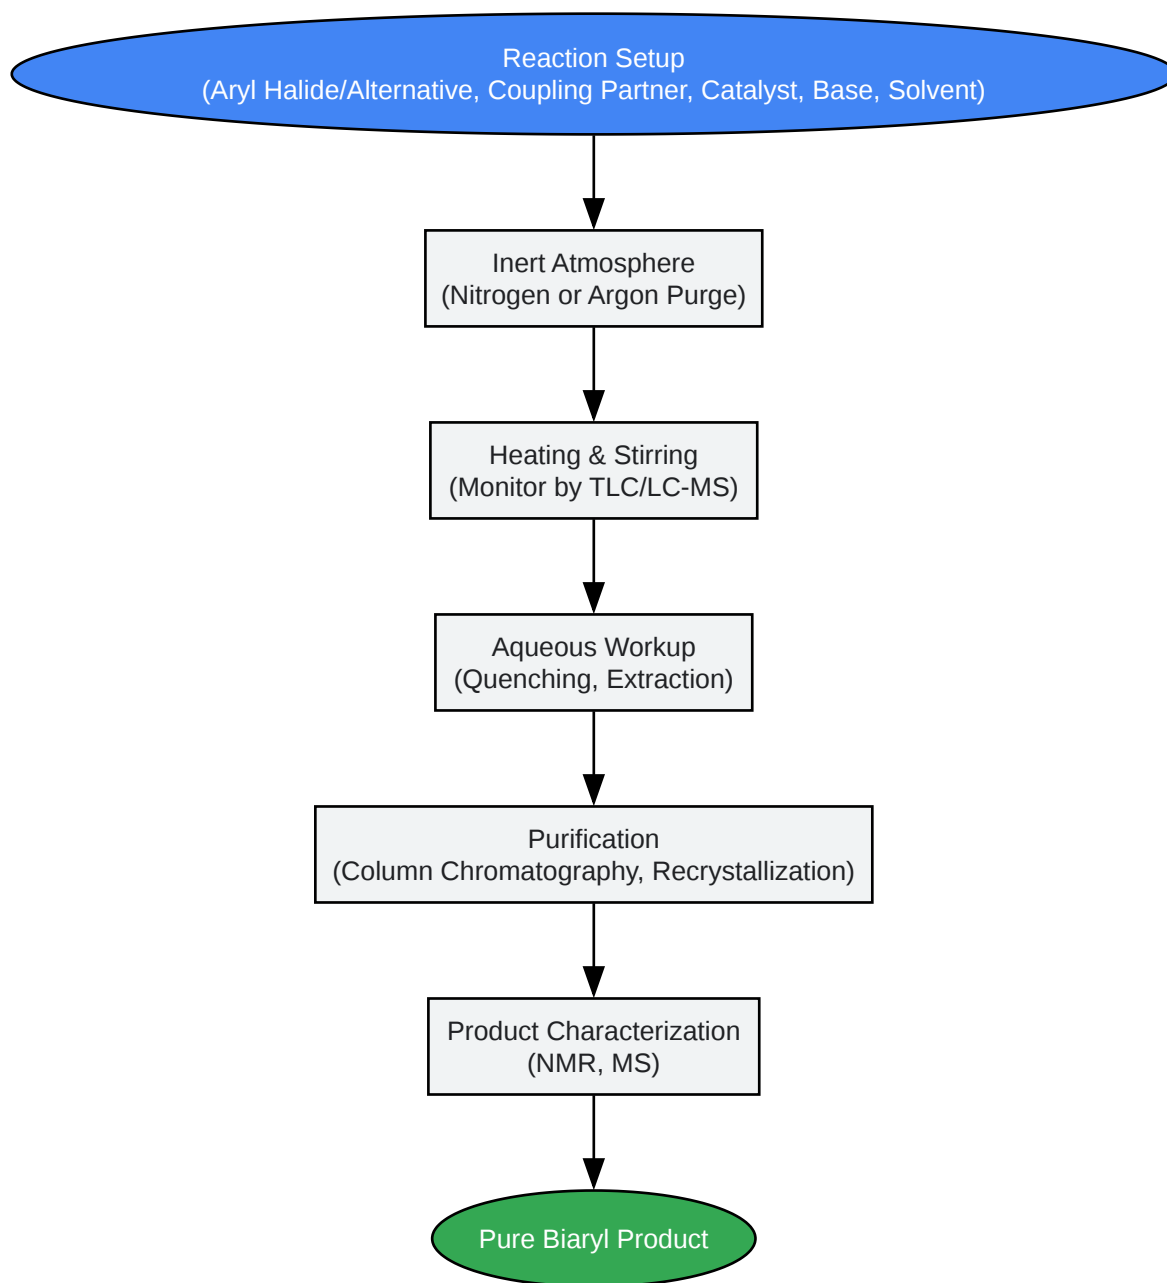 Reaction Setup
(Aryl Halide/Alternative, Coupling Partner, Catalyst, Base, Solvent)
Inert Atmosphere
(Nitrogen or Argon Purge)
Heating & Stirring
(Monitor by TLC/LC-MS)
Aqueous Workup
(Quenching, Extraction)
Purification
(Column Chromatography, Recrystallization)
Product Characterization
(NMR, MS)
Pure Biaryl Product